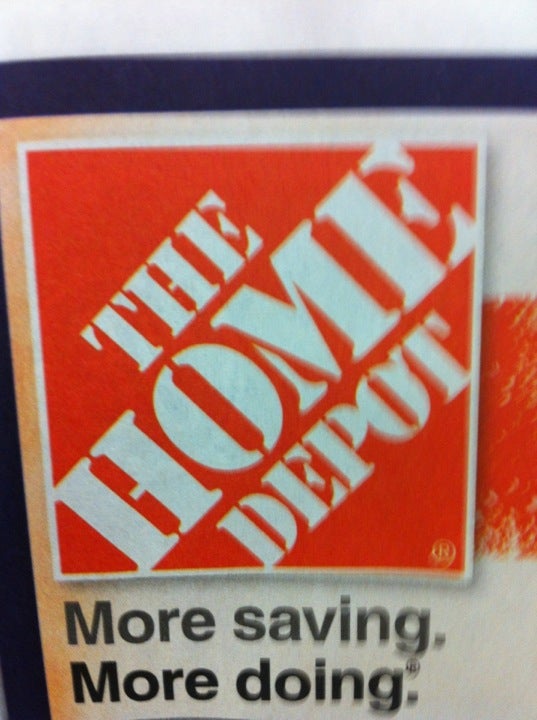 THE
HOME
DEPOT
®
More saving.
More doing.®